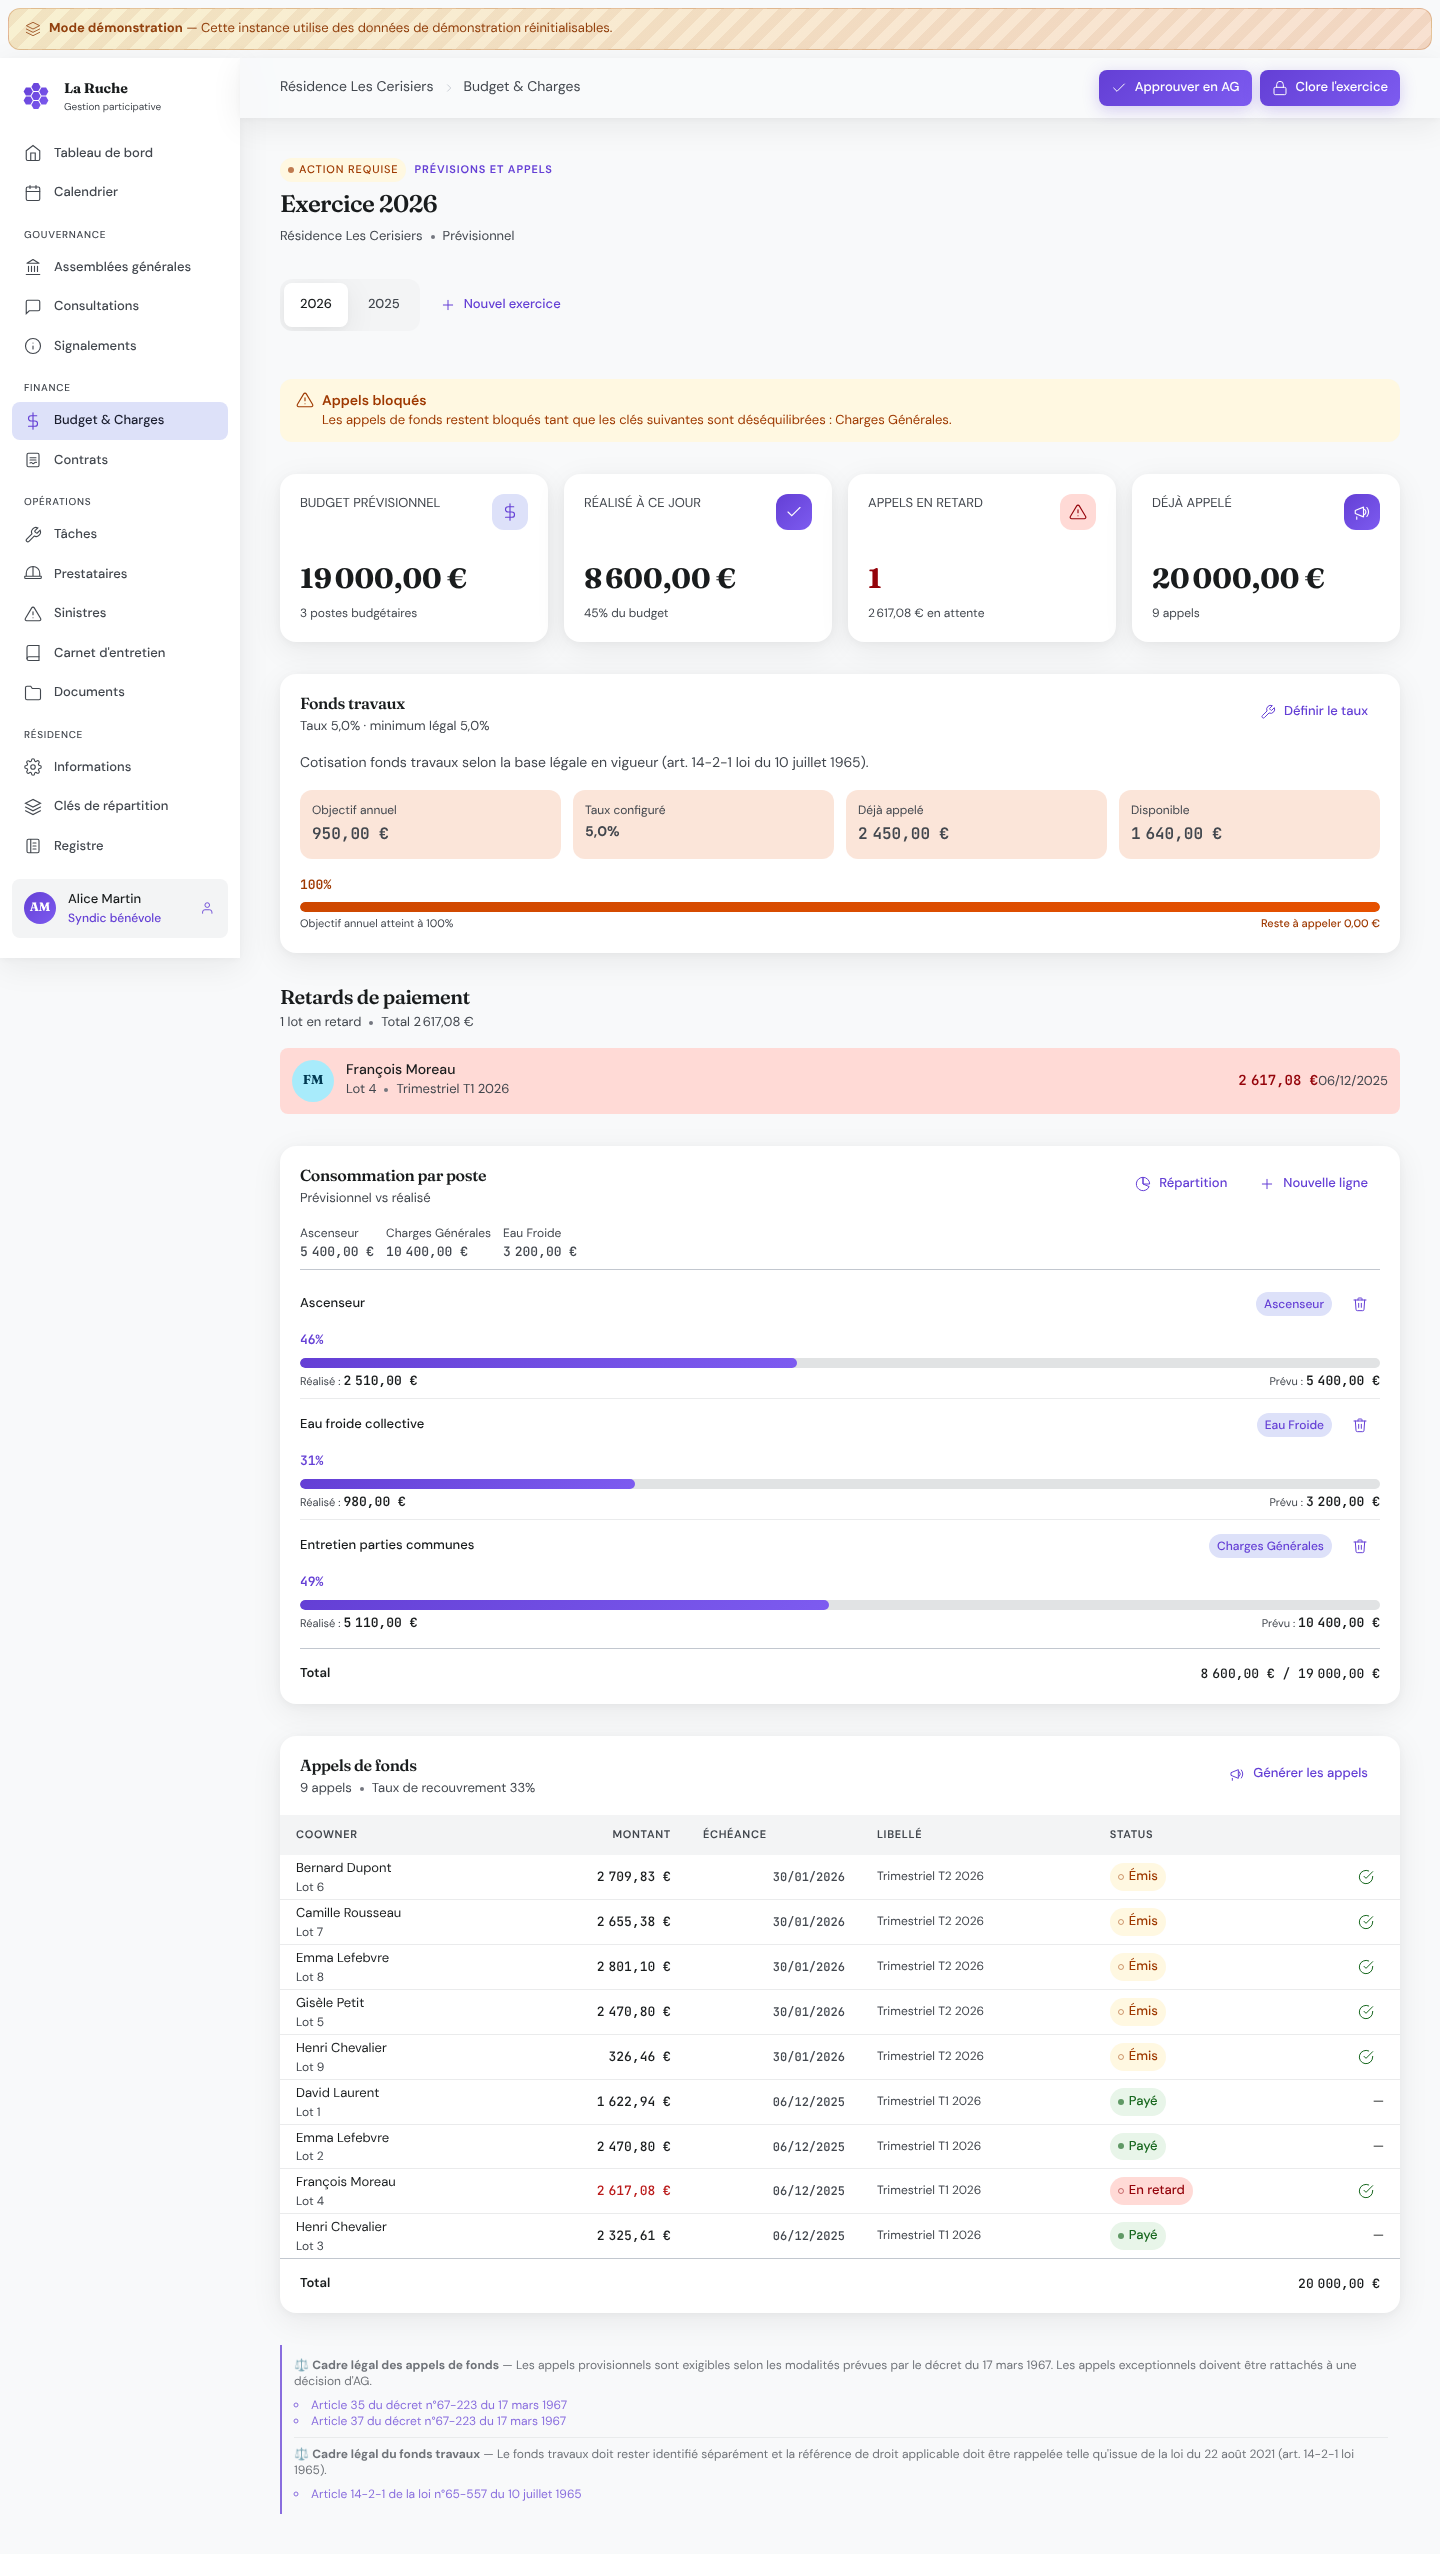 Mode démonstration — Cette instance utilise des données de démonstration réinitialisables.
La Ruche
Gestion participative
Tableau de bord
Calendrier
GOUVERNANCE
Assemblées générales
Consultations
Signalements
FINANCE
Budget & Charges
Contrats
OPÉRATIONS
Tâches
Prestataires
Sinistres
Carnet d'entretien
Documents
RÉSIDENCE
Informations
Clés de répartition
Registre
AM
Alice Martin
Syndic bénévole
Résidence Les Cerisiers Budget & Charges
Approuver en AG Clore l'exercice
ACTION REQUISE PRÉVISIONS ET APPELS
Exercice 2026
Résidence Les Cerisiers • Prévisionnel
2026 2025 Nouvel exercice
Appels bloqués
Les appels de fonds restent bloqués tant que les clés suivantes sont déséquilibrées : Charges Générales.
BUDGET PRÉVISIONNEL
19 000,00 €
3 postes budgétaires
RÉALISÉ À CE JOUR
8 600,00 €
45% du budget
APPELS EN RETARD
1
2 617,08 € en attente
DÉJÀ APPELÉ
20 000,00 €
9 appels
Fonds travaux
Taux 5,0% · minimum légal 5,0%
Définir le taux
Cotisation fonds travaux selon la base légale en vigueur (art. 14-2-1 loi du 10 juillet 1965).
Objectif annuel
950,00 €
Taux configuré
5,0%
Déjà appelé
2 450,00 €
Disponible
1 640,00 €
100%
Objectif annuel atteint à 100% Reste à appeler 0,00 €
Retards de paiement
1 lot en retard • Total 2 617,08 €
FM
François Moreau
Lot 4 • Trimestriel T1 2026
2 617,08 €06/12/2025
Consommation par poste
Prévisionnel vs réalisé
Répartition Nouvelle ligne
Ascenseur Charges Générales Eau Froide
5 400,00 € 10 400,00 € 3 200,00 €
Ascenseur Ascenseur
46%
Réalisé : 2 510,00 € Prévu : 5 400,00 €
Eau froide collective Eau Froide
31%
Réalisé : 980,00 € Prévu : 3 200,00 €
Entretien parties communes Charges Générales
49%
Réalisé : 5 110,00 € Prévu : 10 400,00 €
Total 8 600,00 € / 19 000,00 €
Appels de fonds
9 appels • Taux de recouvrement 33%
Générer les appels
COOWNER MONTANT ÉCHÉANCE LIBELLÉ STATUS
Bernard Dupont
Lot 6
2 709,83 € 30/01/2026 Trimestriel T2 2026 Émis
Camille Rousseau
Lot 7
2 655,38 € 30/01/2026 Trimestriel T2 2026 Émis
Emma Lefebvre
Lot 8
2 801,10 € 30/01/2026 Trimestriel T2 2026 Émis
Gisèle Petit
Lot 5
2 470,80 € 30/01/2026 Trimestriel T2 2026 Émis
Henri Chevalier
Lot 9
326,46 € 30/01/2026 Trimestriel T2 2026 Émis
David Laurent
Lot 1
1 622,94 € 06/12/2025 Trimestriel T1 2026 Payé —
Emma Lefebvre
Lot 2
2 470,80 € 06/12/2025 Trimestriel T1 2026 Payé —
François Moreau
Lot 4
2 617,08 € 06/12/2025 Trimestriel T1 2026 En retard
Henri Chevalier
Lot 3
2 325,61 € 06/12/2025 Trimestriel T1 2026 Payé —
Total 20 000,00 €
⚖️ Cadre légal des appels de fonds — Les appels provisionnels sont exigibles selon les modalités prévues par le décret du 17 mars 1967. Les appels exceptionnels doivent être rattachés à une
décision d'AG.
Article 35 du décret n°67-223 du 17 mars 1967
Article 37 du décret n°67-223 du 17 mars 1967
⚖️ Cadre légal du fonds travaux — Le fonds travaux doit rester identifié séparément et la référence de droit applicable doit être rappelée telle qu'issue de la loi du 22 août 2021 (art. 14-2-1 loi
1965).
Article 14-2-1 de la loi n°65-557 du 10 juillet 1965